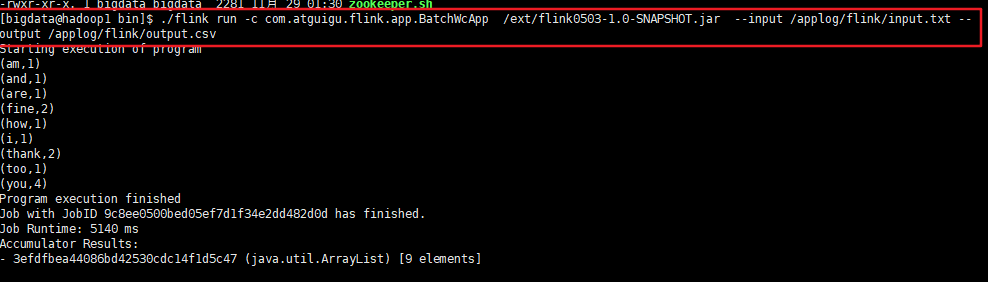 -rwxr-xr-x. 1 bigdata bigdata  2281 11月 29 01:30 zookeeper.sh
[bigdata@hadoop1 bin]$ ./flink run -c com.atguigu.flink.app.BatchWcApp  /ext/flink0503-1.0-SNAPSHOT.jar  --input /applog/flink/input.txt --
output /applog/flink/output.csv
Starting execution of program
(am,1)
(and,1)
(are,1)
(fine,2)
(how,1)
(i,1)
(thank,2)
(too,1)
(you,4)
Program execution finished
Job with JobID 9c8ee0500bed05ef7d1f34e2dd482d0d has finished.
Job Runtime: 5140 ms
Accumulator Results:
- 3efdfbea44086bd42530cdc14f1d5c47 (java.util.ArrayList) [9 elements]